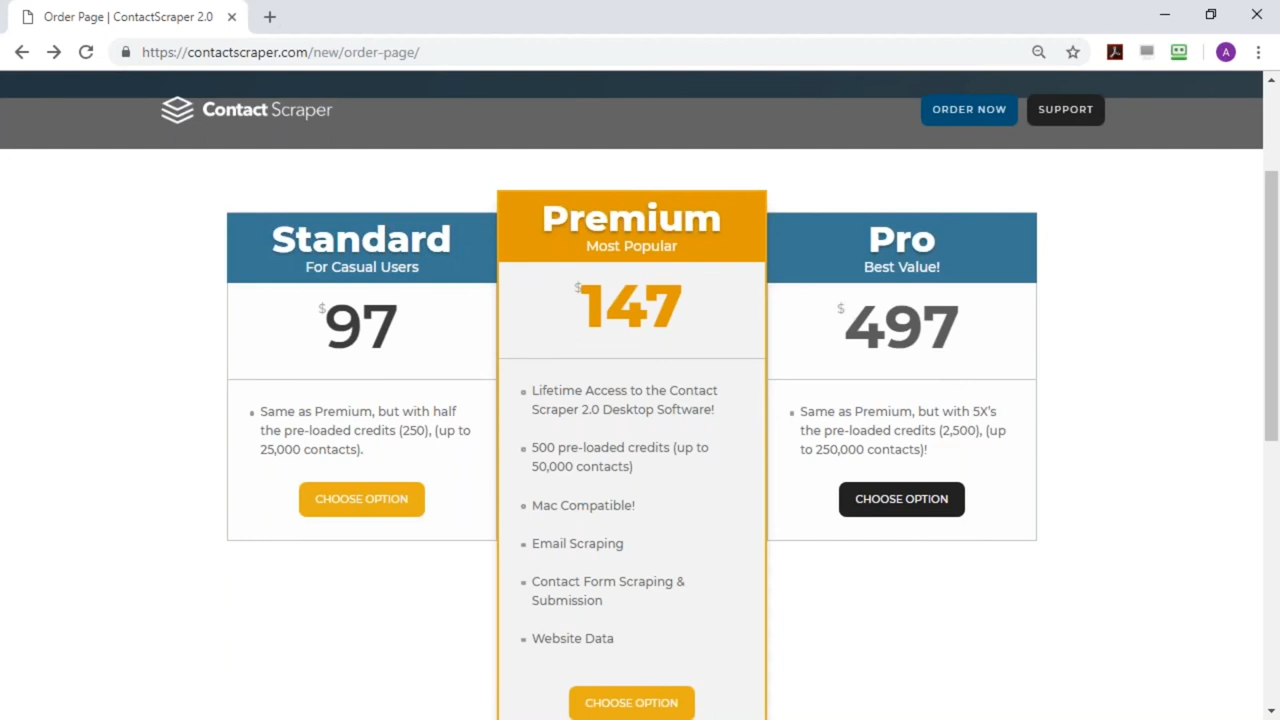 Order Page | ContactScraper 2.0
https://contactscraper.com/new/order-page/
A
Contact Scraper
ORDER NOW
SUPPORT
Standard
For Casual Users
$97
Same as Premium, but with half
the pre-loaded credits (250), (up to
25,000 contacts).
CHOOSE OPTION
Premium
Most Popular
$147
Lifetime Access to the Contact
Scraper 2.0 Desktop Software!
500 pre-loaded credits (up to
50,000 contacts)
Mac Compatible!
Email Scraping
Contact Form Scraping &
Submission
Website Data
CHOOSE OPTION
Pro
Best Value!
$497
Same as Premium, but with 5X's
the pre-loaded credits (2,500), (up
to 250,000 contacts)!
CHOOSE OPTION